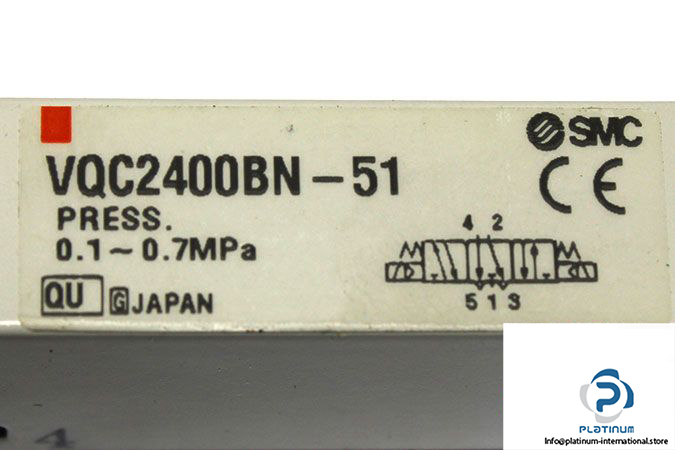 SMC
VQC2400BN-51
CE
PRESS.
0.1~0.7MPa
4 2
5 1 3
QU G JAPAN
4
P
PLATINUM
Info@platinum-international.store